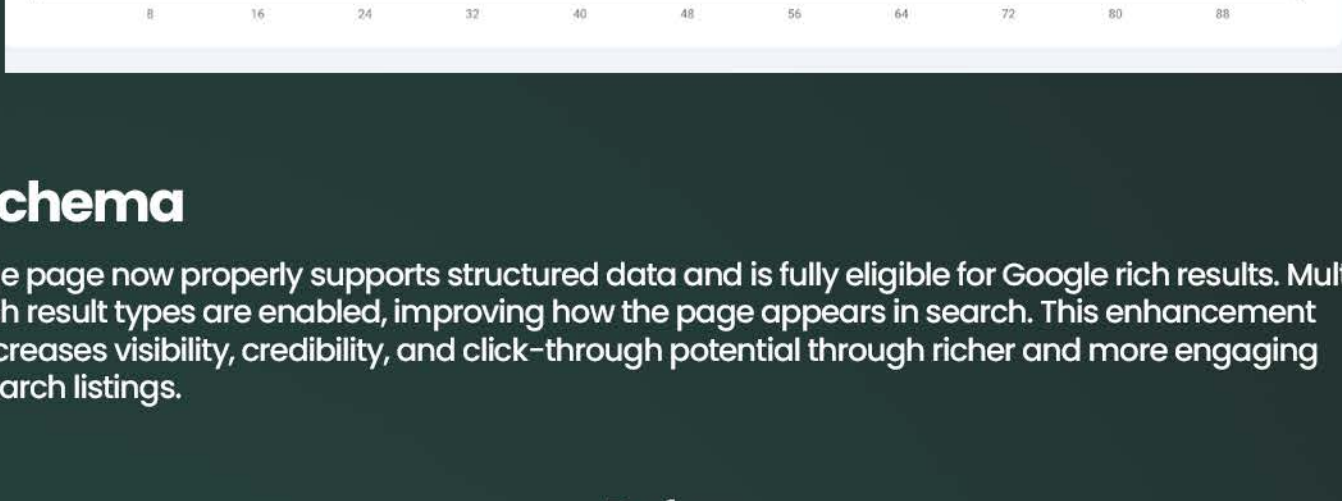 8 16 24 32 40 48 56 64 72 80 88
chema
e page now properly supports structured data and is fully eligible for Google rich results. Mul
h result types are enabled, improving how the page appears in search. This enhancement
creases visibility, credibility, and click-through potential through richer and more engaging
arch listings.